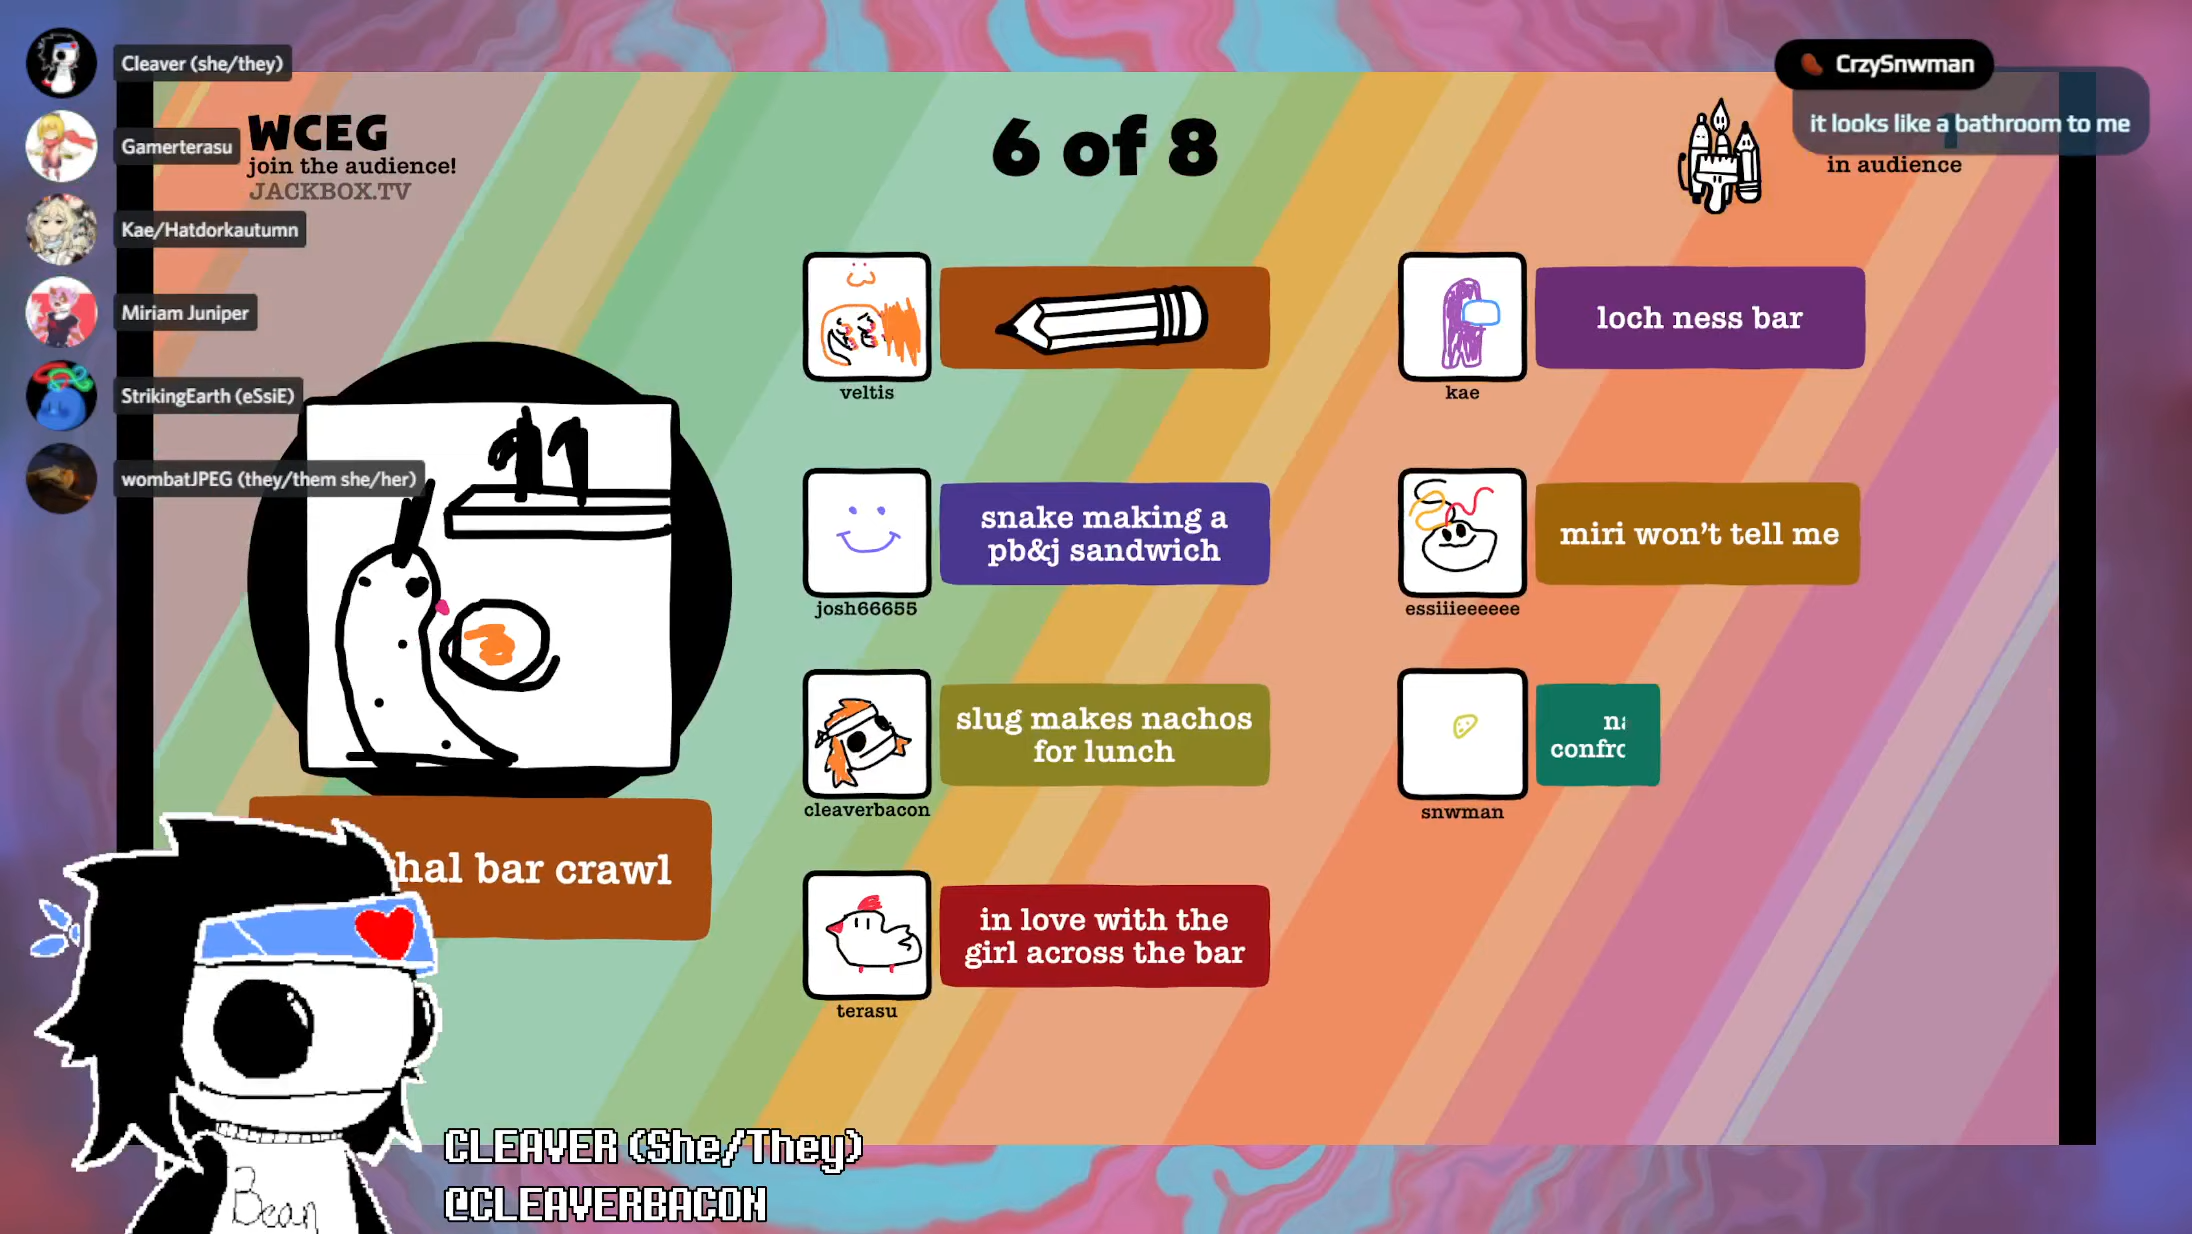 Cleaver (she/they)
Gamerterasu
Kae/Hatdorkautumn
Miriam Juniper
StrikingEarth (eSsiE)
wombatJPEG (they/them she/her)
WCEG
join the audience!
JACKBOX.TV
6 of 8
CrzySnwman
it looks like a bathroom to me
in audience
11
hal bar crawl
veltis
josh66655
snake making a
pb&j sandwich
cleaverbacon
slug makes nachos
for lunch
terasu
in love with the
girl across the bar
kae
loch ness bar
essiiieeeeee
miri won't tell me
snwman
Bean
CLEAVER (She/They)
@CLEAVERBACON